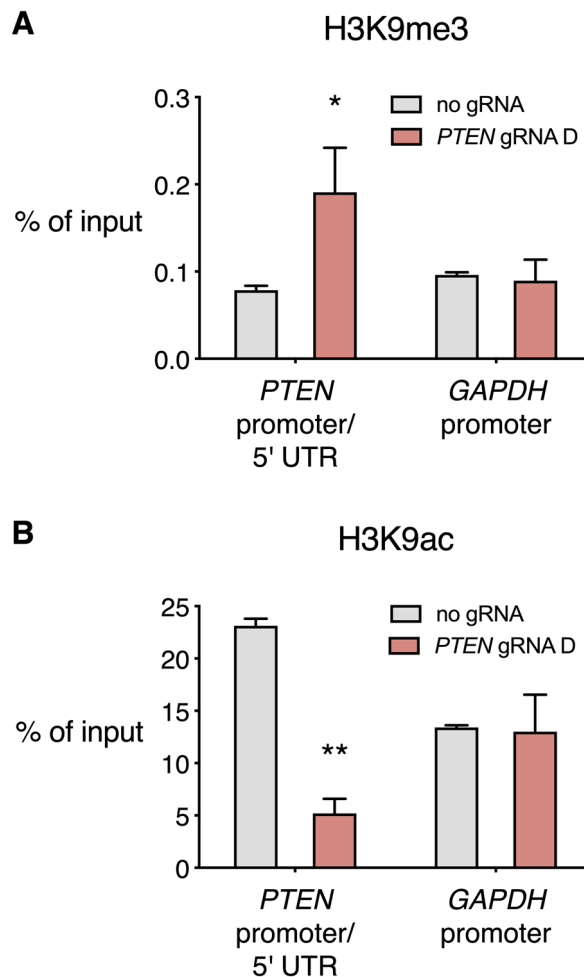 A
H3K9me3
0.3
0.2
0.1
0.0
% of input
*
no gRNA
PTEN gRNA D
PTEN
promoter/
5' UTR
GAPDH
promoter
B
H3K9ac
25
20
15
10
5
0
% of input
**
no gRNA
PTEN gRNA D
PTEN
promoter/
5' UTR
GAPDH
promoter